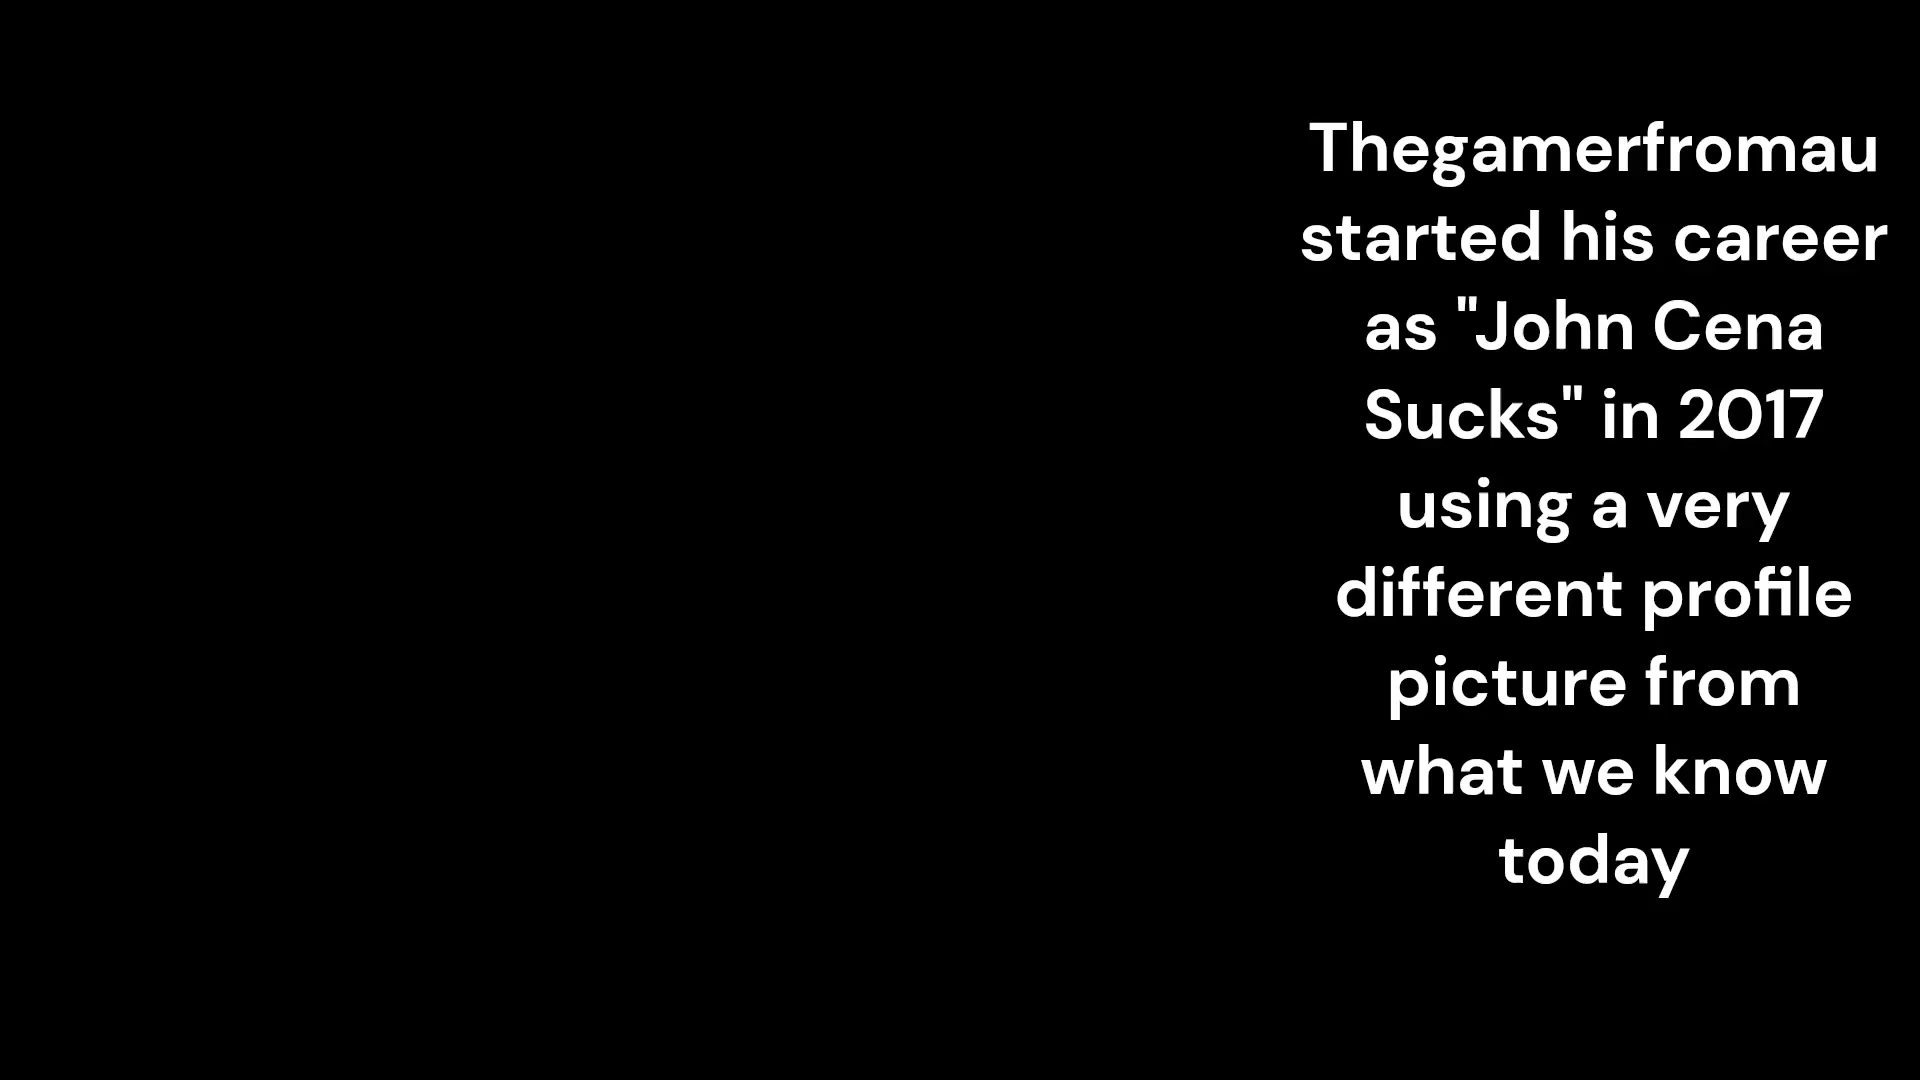 Thegamerfromau
started his career
as "John Cena
Sucks" in 2017
using a very
different profile
picture from
what we know
today